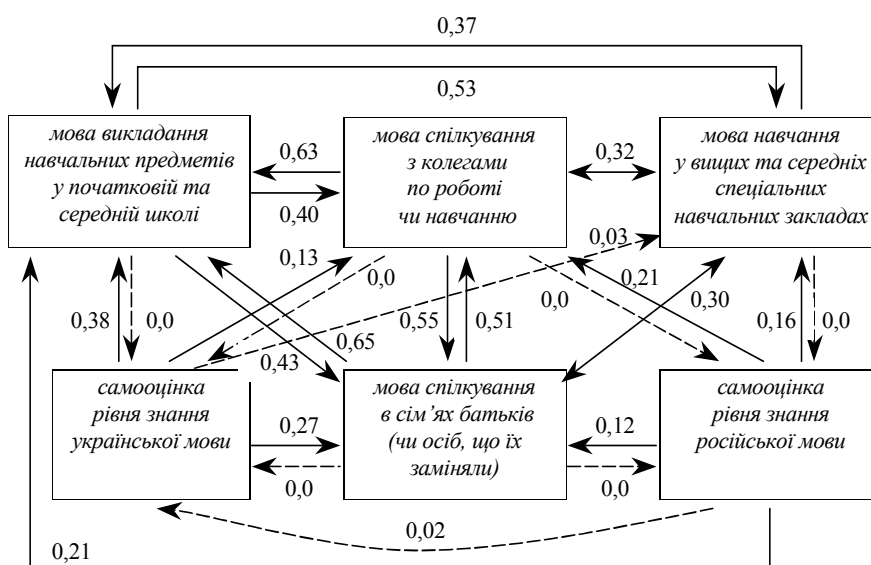 0,37
0,53
мова викладання
навчальних предметів
у початковій та
середній школі
0,63
0,40
мова спілкування
з колегами
по роботі
чи навчанню
0,32
мова навчання
у вищих та середніх
спеціальних
навчальних закладах
0,38
0,0
0,43
0,65
0,13
0,0
0,55
0,51
0,03
0,0
0,21
0,30
0,16
0,0
самооцінка
рівня знання
української мови
0,27
0,0
мова спілкування
в сім’ях батьків
(чи осіб, що їх
заміняли)
0,12
0,0
самооцінка
рівня знання
російської мови
0,02
0,21